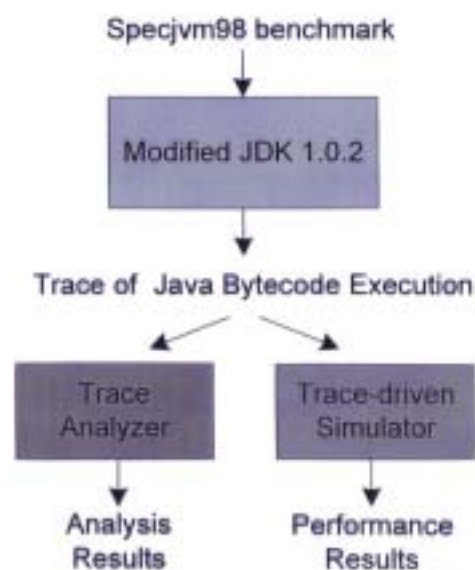 Specjvm98 benchmark
Modified JDK 1.0.2
Trace of Java Bytecode Execution
Trace
Analyzer
Trace-driven
Simulator
Analysis
Results
Performance
Results